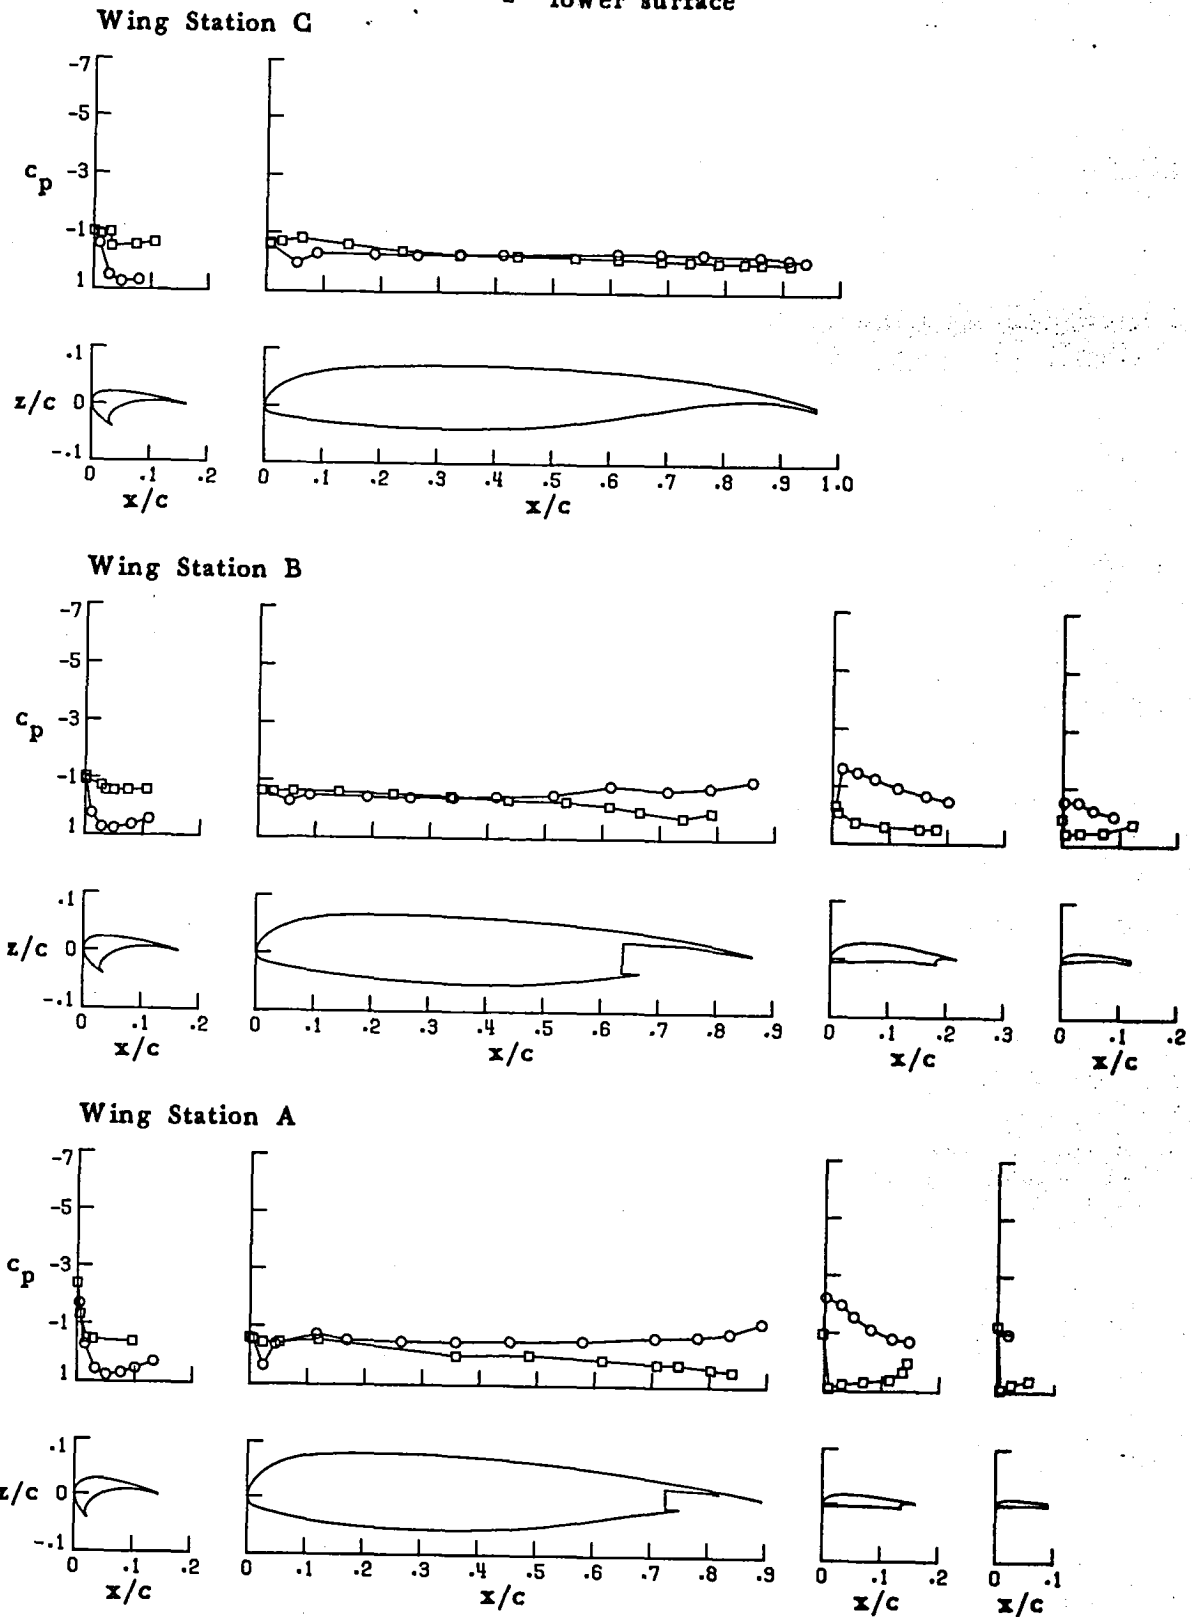 lower surface
Wing Station C
-7
-5
c_p -3
-1
1
.1
z/c 0
-.1
0 .1 .2 0 .1 .2 .3 .4 .5 .6 .7 .8 .9 1.0
x/c x/c
Wing Station B
-7
-5
c_p -3
-1
1
.1
z/c 0
-.1
0 .1 .2 0 .1 .2 .3 .4 .5 .6 .7 .8 .9 0 .1 .2 .3 0 .1 .2
x/c x/c x/c x/c
Wing Station A
-7
-5
c_p -3
-1
1
.1
z/c 0
-.1
0 .1 .2 0 .1 .2 .3 .4 .5 .6 .7 .8 .9 0 .1 .2 0 .1
x/c x/c x/c x/c